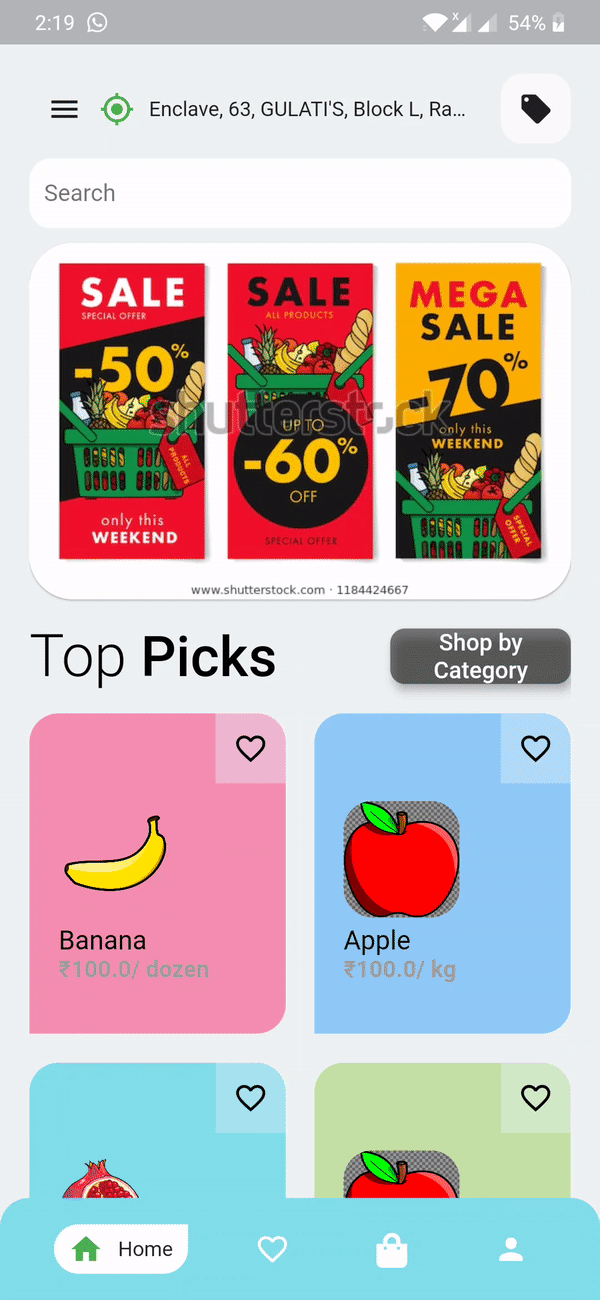 2:19
x
54%
Enclave, 63, GULATI'S, Block L, Ra...
Search
SALE
SPECIAL OFFER
-50%
ALL PRODUCTS
only this
WEEKEND
SALE
ALL PRODUCTS
UP TO
-60%
OFF
SPECIAL OFFER
MEGA
SALE
-70%
only this
WEEKEND
SPECIAL OFFER
shutterstock
www.shutterstock.com · 1184424667
Top Picks
Shop by
Category
Banana
₹100.0/ dozen
Apple
₹100.0/ kg
Home